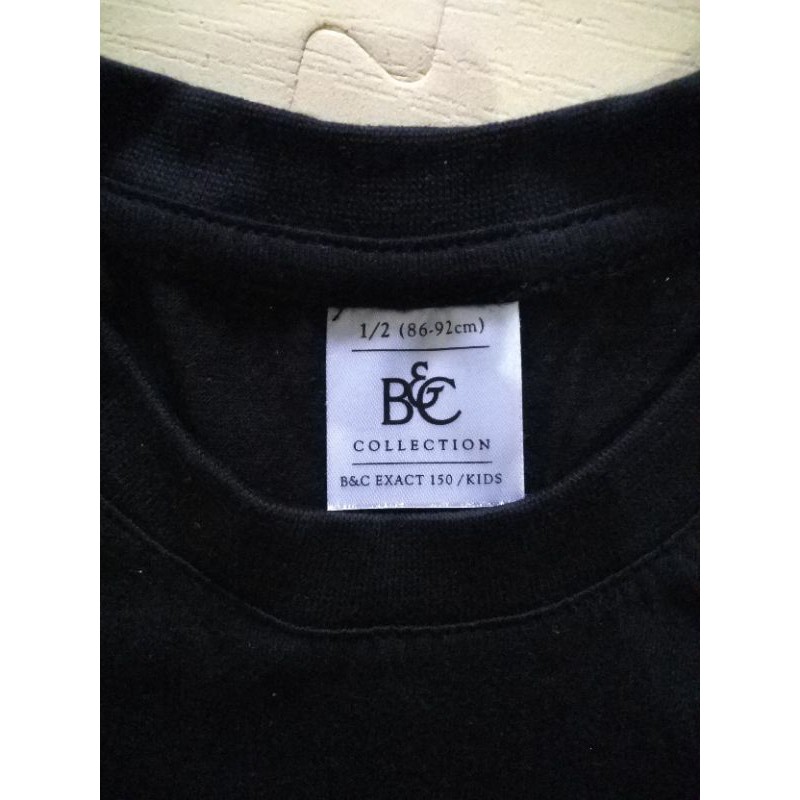 1/2 (86-92cm)
B&C
COLLECTION
B&C EXACT 150 /KIDS